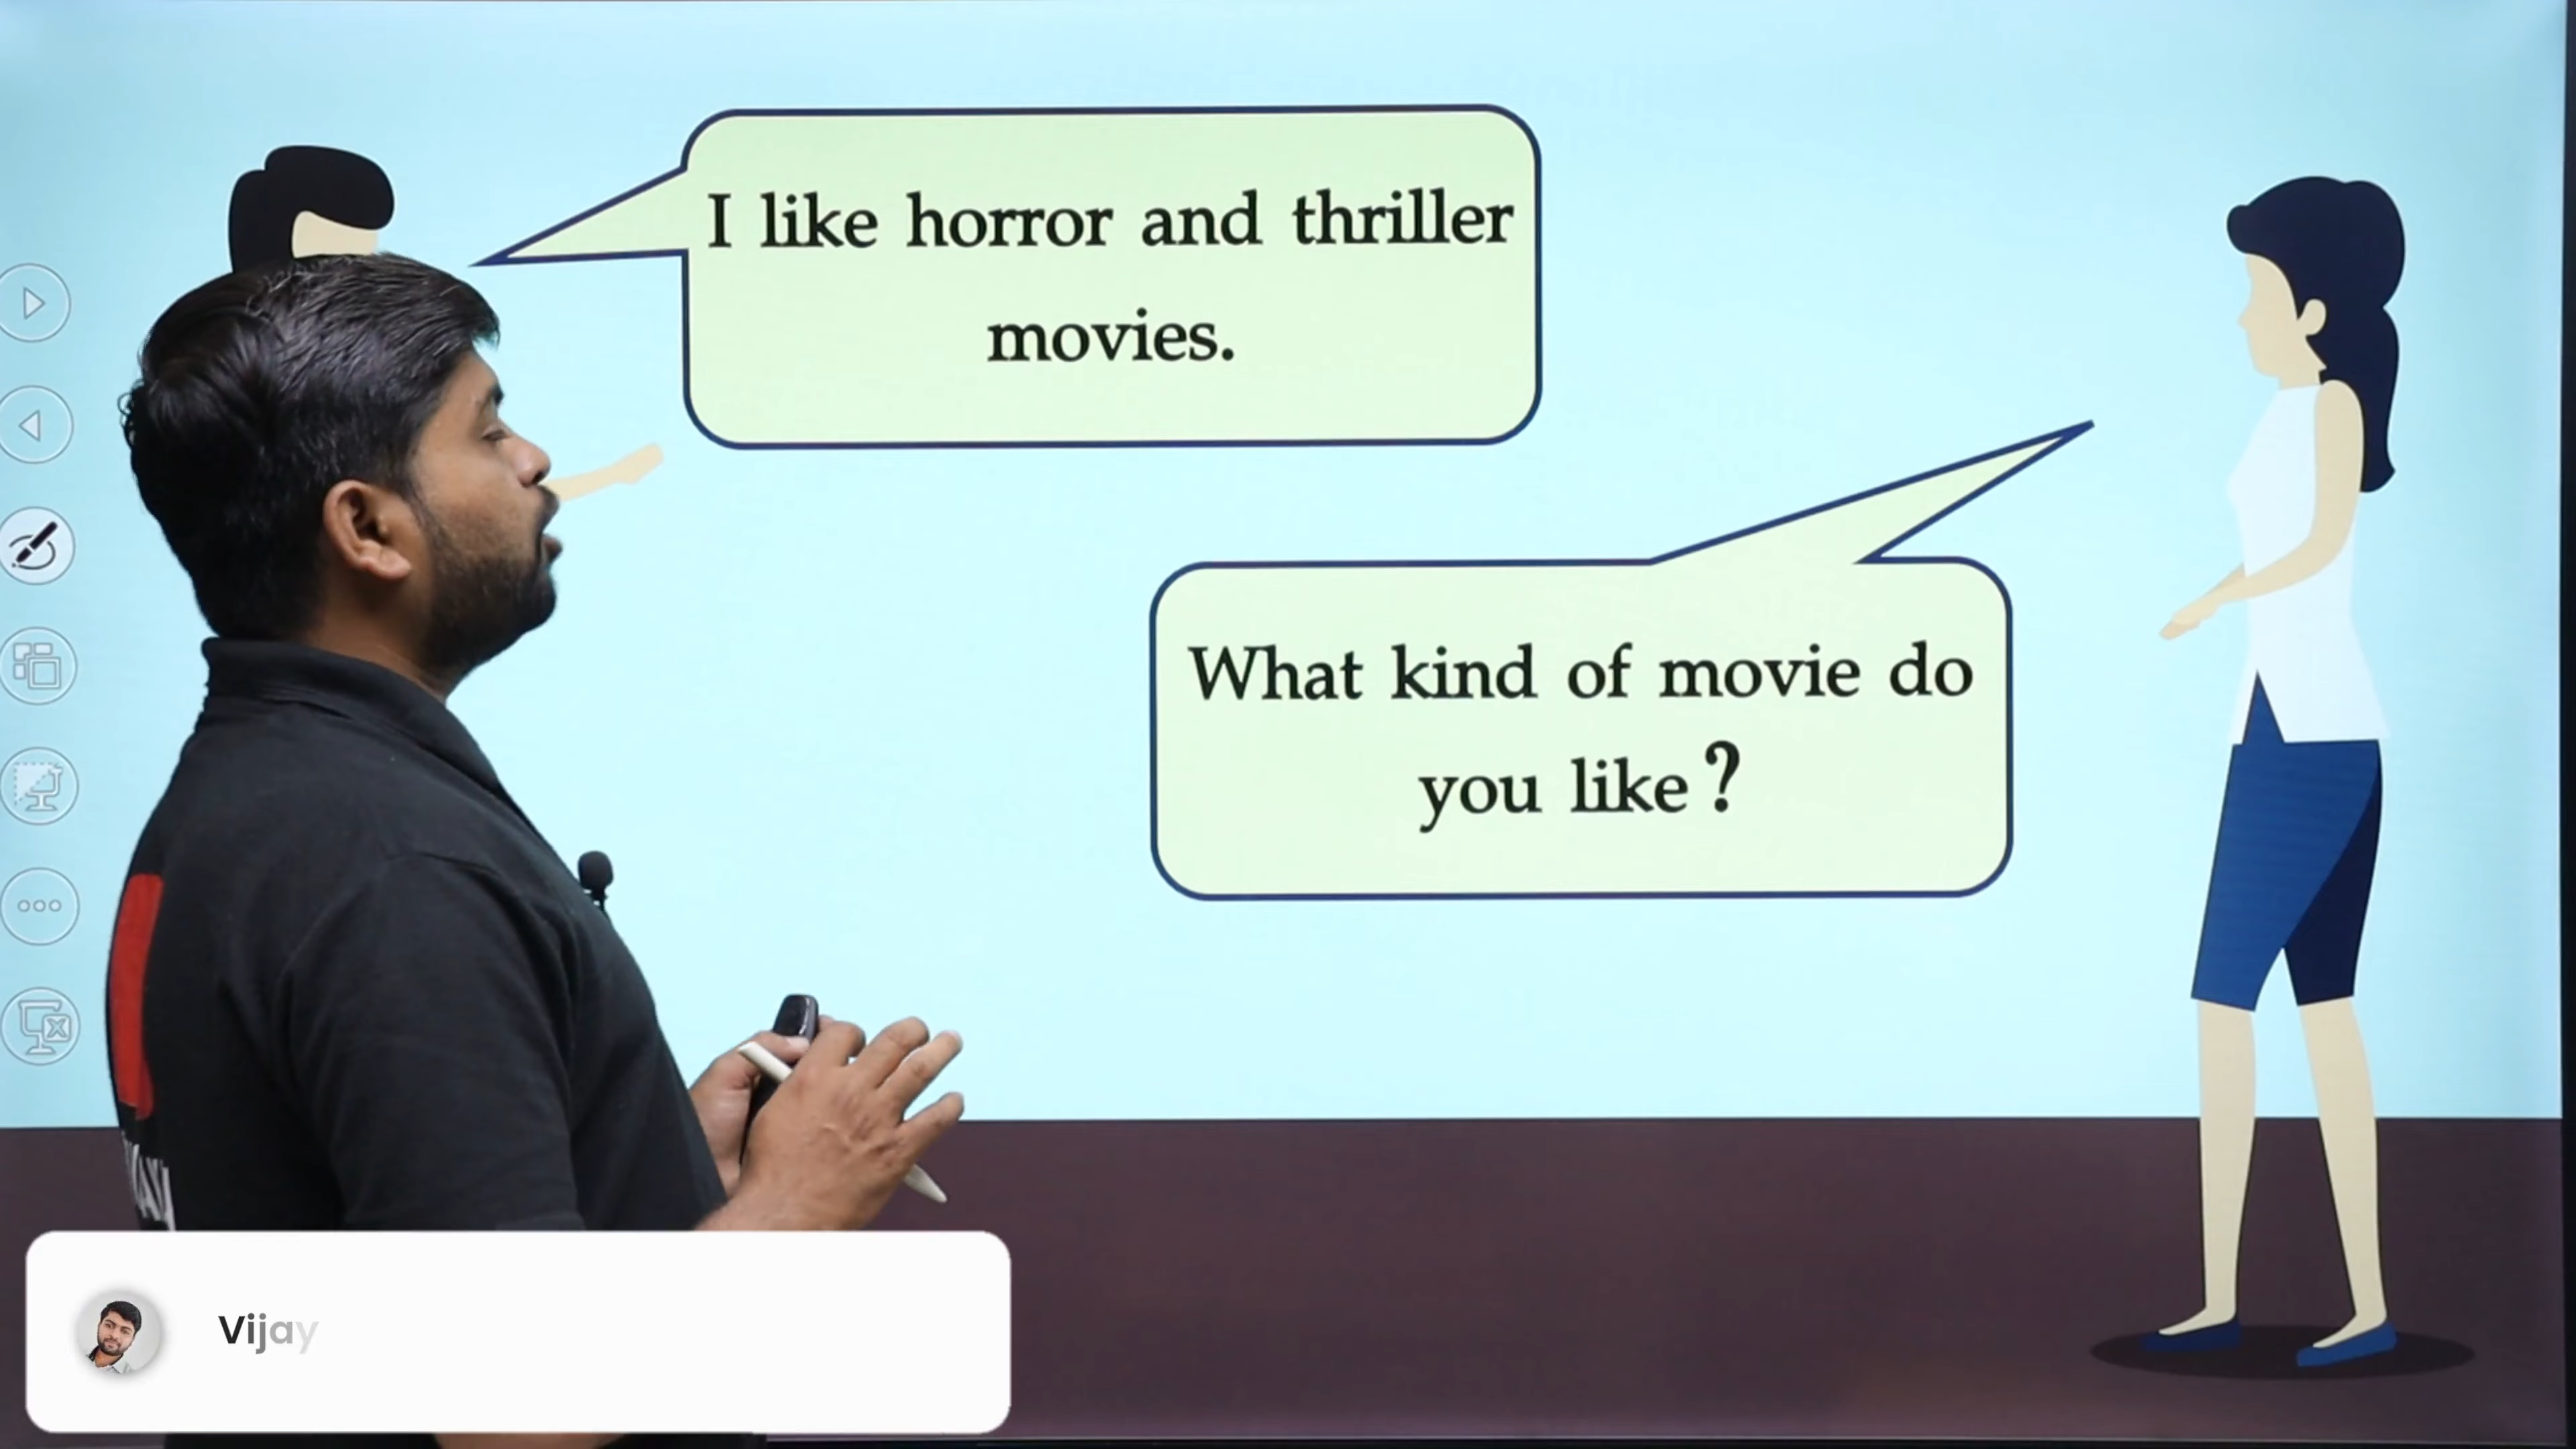 I like horror and thriller
movies.
What kind of movie do
you like ?
Vijay